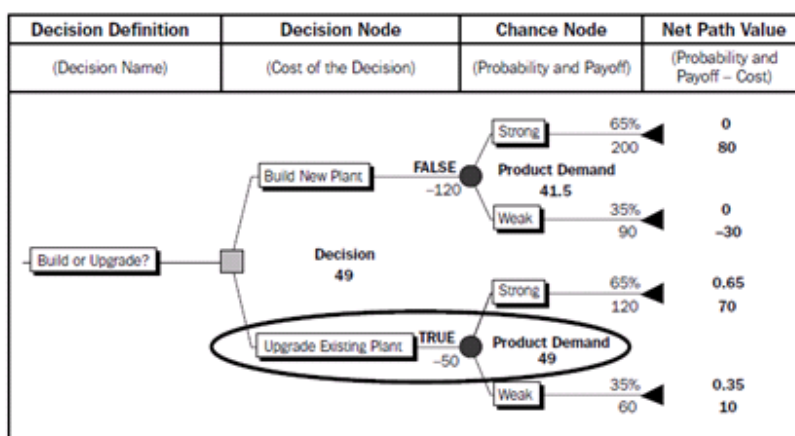 Decision Definition Decision Node Chance Node Net Path Value
(Decision Name) (Cost of the Decision) (Probability and Payoff) (Probability and
Payoff – Cost)
Strong 65% 0
200 80
Build New Plant FALSE Product Demand
–120 41.5
Weak 35% 0
90 –30
Build or Upgrade? Decision
49
Strong 65% 0.65
120 70
Upgrade Existing Plant TRUE Product Demand
–50 49
Weak 35% 0.35
60 10